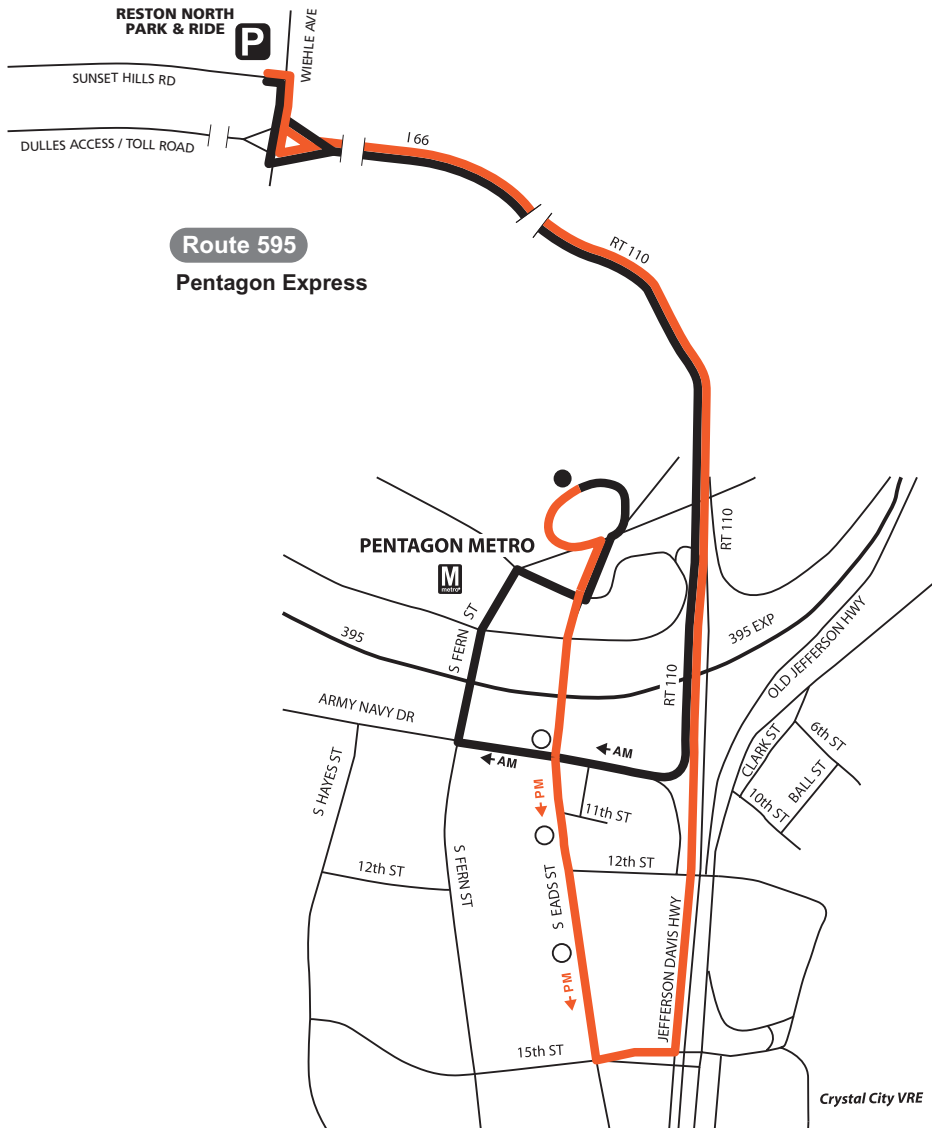 RESTON NORTH
PARK & RIDE
P
WIEHLE AVE
SUNSET HILLS RD
DULLES ACCESS / TOLL ROAD
I 66
Route 595
Pentagon Express
RT 110
RT 110
PENTAGON METRO
M
metro
S FERN ST
395
395 EXP
OLD JEFFERSON HWY
RT 110
ARMY NAVY DR
AM
AM
CLARK ST
6th ST
BALL ST
10th ST
S HAYES ST
PM
11th ST
12th ST
S FERN ST
S EADS ST
12th ST
JEFFERSON DAVIS HWY
PM
15th ST
Crystal City VRE